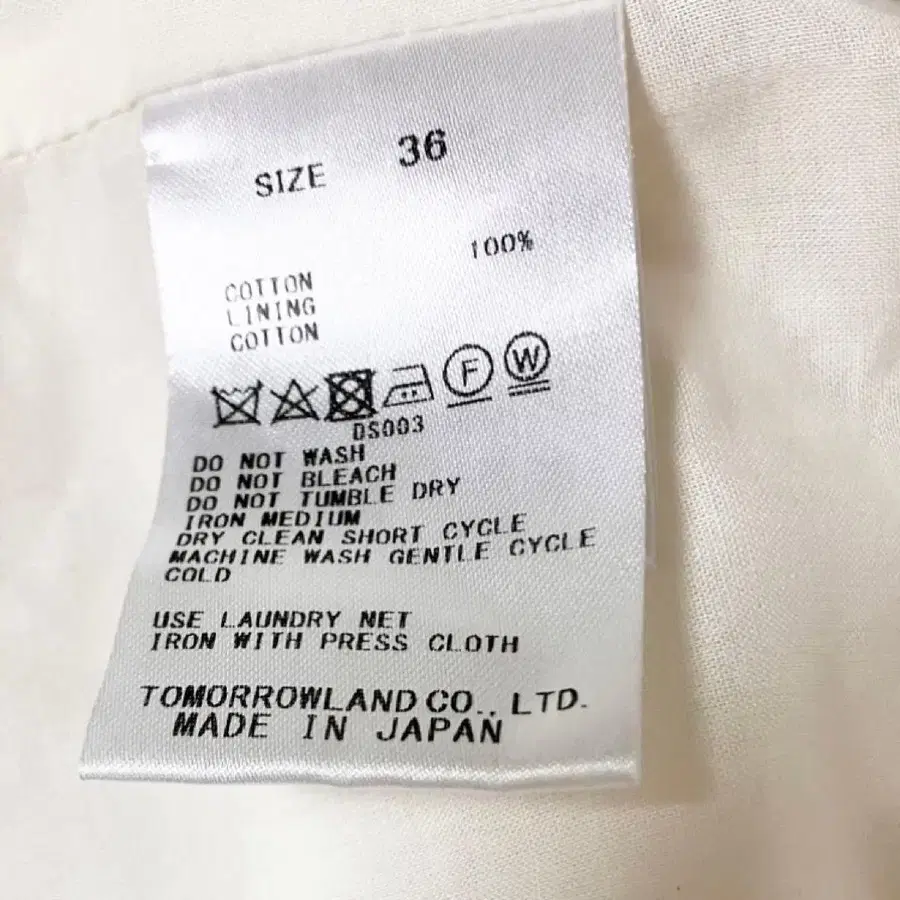 SIZE 36
100%
COTTON
LINING
COTTON
F W
DS003
DO NOT WASH
DO NOT BLEACH
DO NOT TUMBLE DRY
IRON MEDIUM
DRY CLEAN SHORT CYCLE
MACHINE WASH GENTLE CYCLE
COLD
USE LAUNDRY NET
IRON WITH PRESS CLOTH
TOMORROWLAND CO., LTD.
MADE IN JAPAN